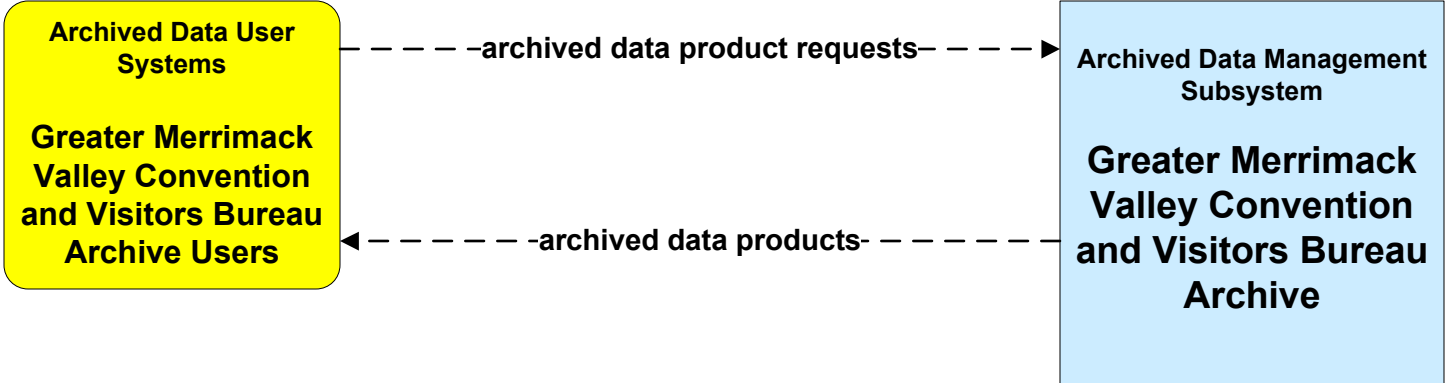 Archived Data User
Systems
Greater Merrimack
Valley Convention
and Visitors Bureau
Archive Users
archived data product requests
archived data products
Archived Data Management
Subsystem
Greater Merrimack
Valley Convention
and Visitors Bureau
Archive